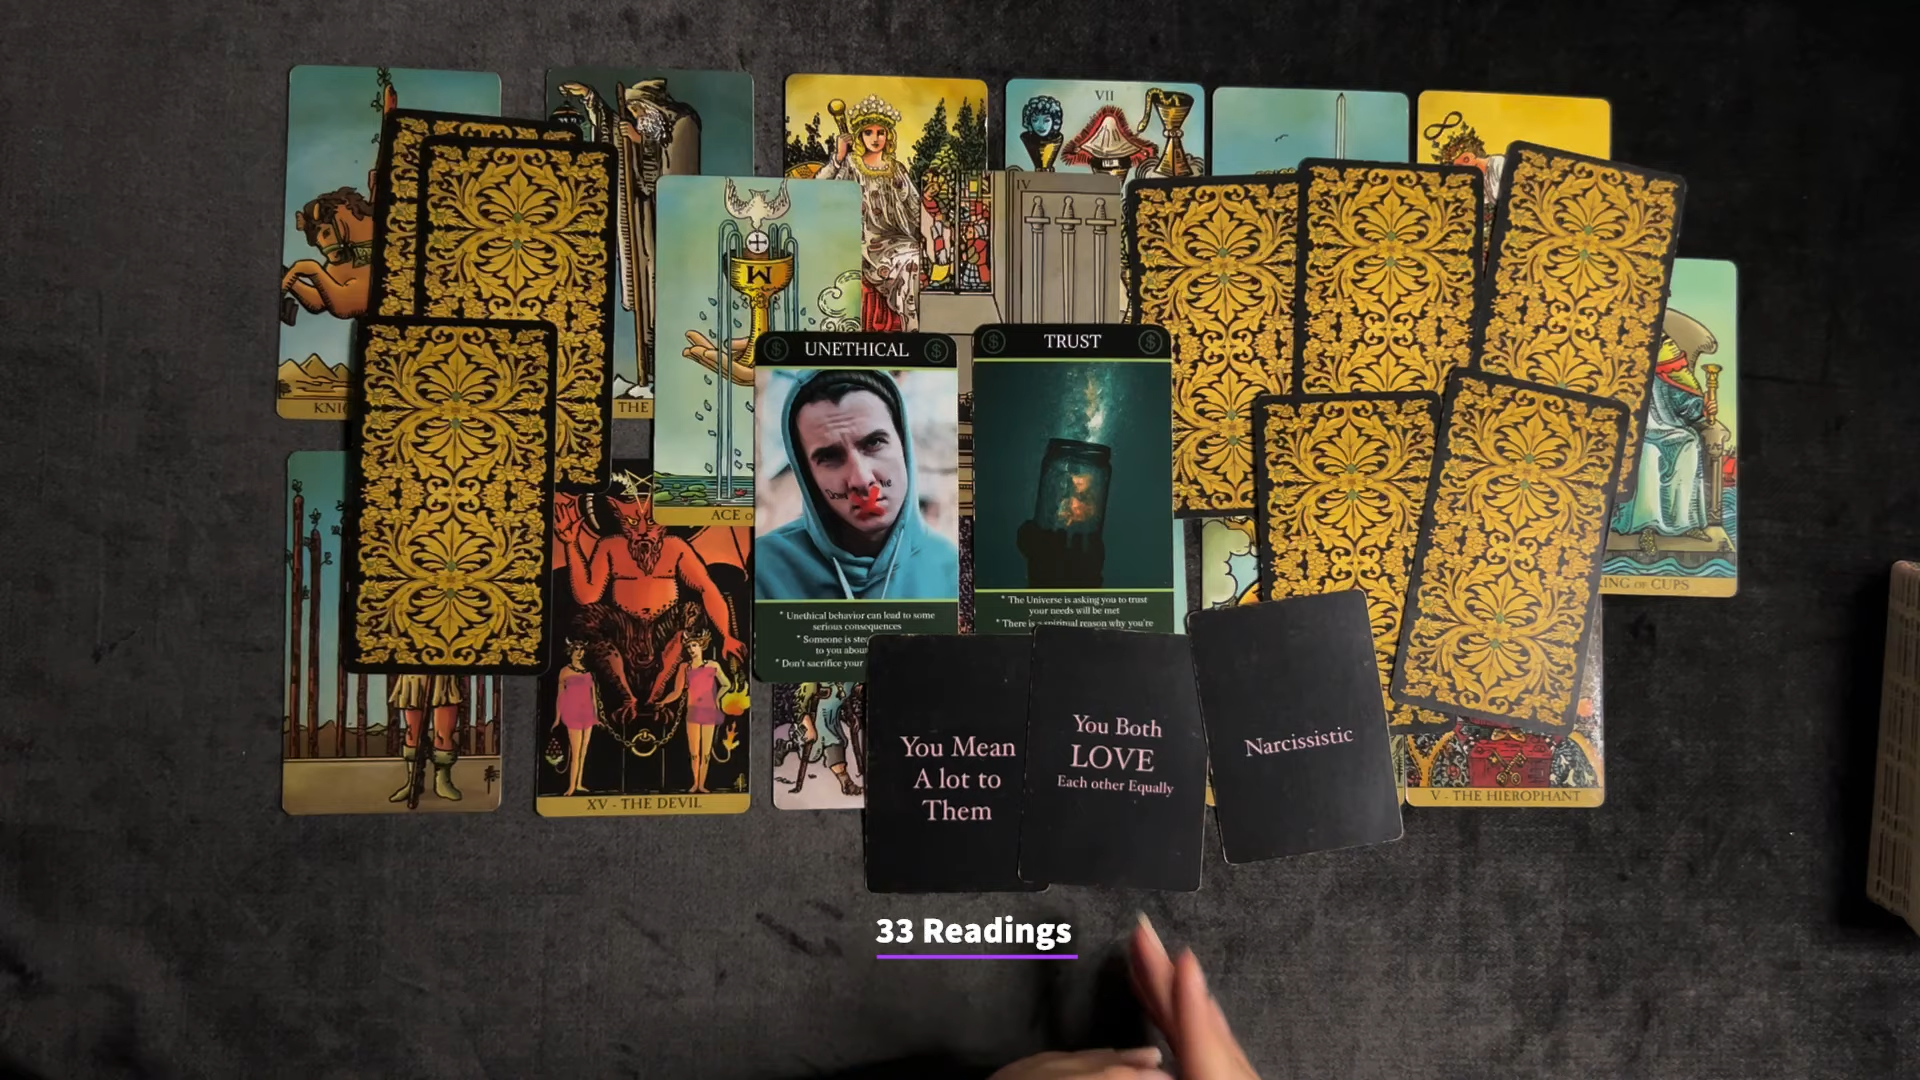 VII
IV
UNETHICAL
TRUST
KNI
THE
ACE
* Unethical behavior can lead to some
serious consequences
* Someone is
to you about
* Don't sacrifice your
* The Universe is asking you to trust
your needs will be met
* There is a spiritual reason why you're
KING OF CUPS
XV - THE DEVIL
V - THE HIEROPHANT
You Mean
A lot to
Them
You Both
LOVE
Each other Equally
Narcissistic
33 Readings